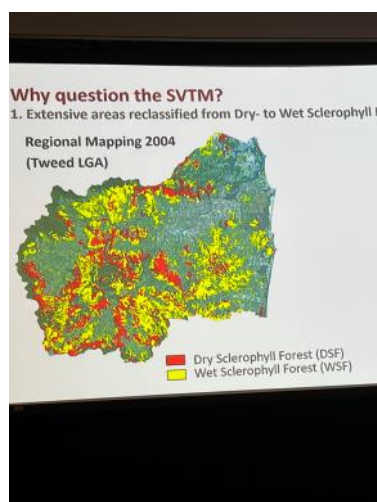 Why question the SVTM?
1. Extensive areas reclassified from Dry- to Wet Sclerophyll
Regional Mapping 2004
(Tweed LGA)
Dry Sclerophyll Forest (DSF)
Wet Sclerophyll Forest (WSF)